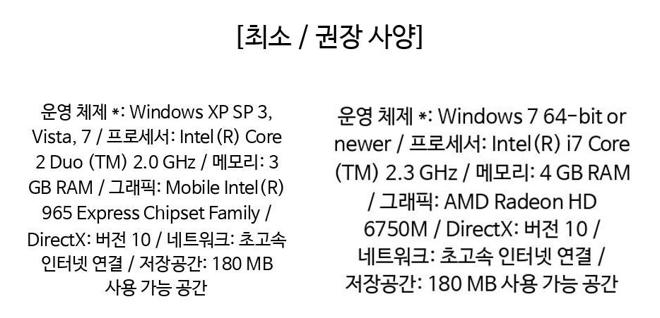 [최소 / 권장 사양]
운영 체제 *: Windows XP SP 3,
Vista, 7 / 프로세서: Intel(R) Core
2 Duo (TM) 2.0 GHz / 메모리: 3
GB RAM / 그래픽: Mobile Intel(R)
965 Express Chipset Family /
DirectX: 버전 10 / 네트워크: 초고속
인터넷 연결 / 저장공간: 180 MB
사용 가능 공간
운영 체제 *: Windows 7 64-bit or
newer / 프로세서: Intel(R) i7 Core
(TM) 2.3 GHz / 메모리: 4 GB RAM
/ 그래픽: AMD Radeon HD
6750M / DirectX: 버전 10 /
네트워크: 초고속 인터넷 연결 /
저장공간: 180 MB 사용 가능 공간